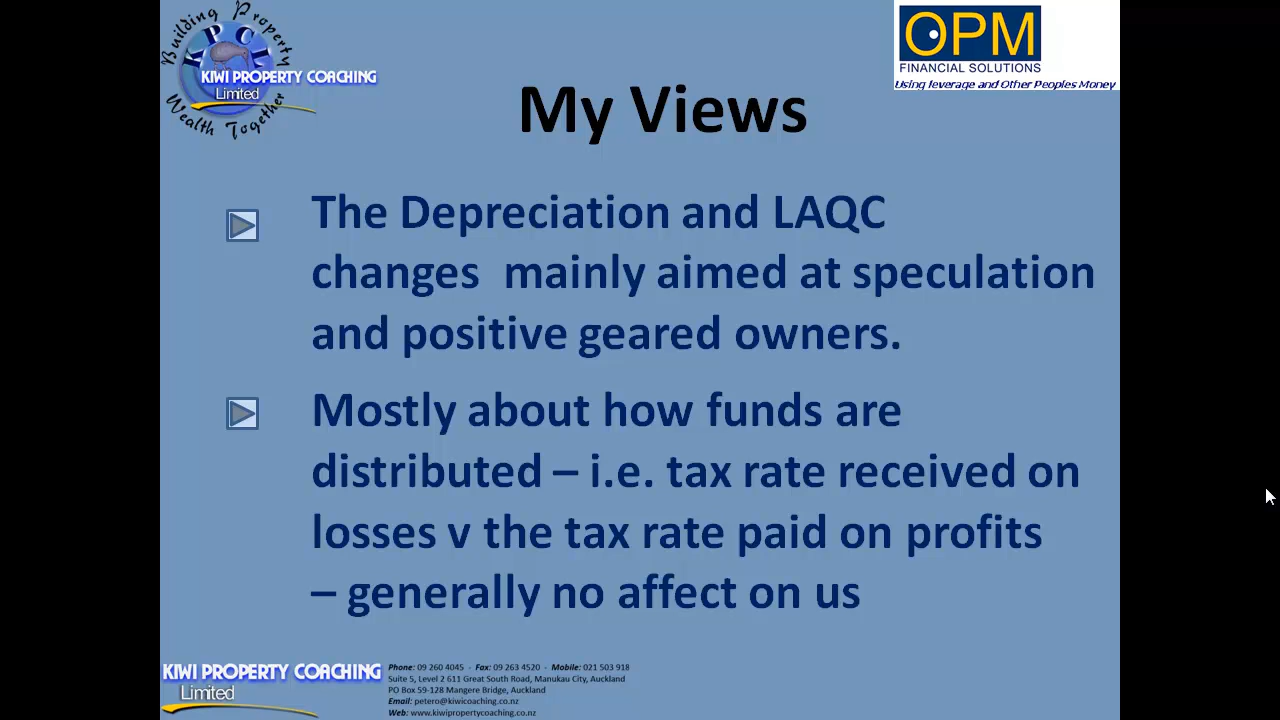 Building Property
KPCL
KIWI PROPERTY COACHING
Limited
Wealth Together
OPM
FINANCIAL SOLUTIONS
Using leverage and Other Peoples Money
My Views
The Depreciation and LAQC
changes mainly aimed at speculation
and positive geared owners.
Mostly about how funds are
distributed – i.e. tax rate received on
losses v the tax rate paid on profits
– generally no affect on us
KIWI PROPERTY COACHING
Limited
Phone: 09 260 4045 - Fax: 09 263 4520 - Mobile: 021 503 918
Suite 5, Level 2 611 Great South Road, Manukau City, Auckland
PO Box 59-128 Mangere Bridge, Auckland
Email: petero@kiwicoaching.co.nz
Web: www.kiwipropertycoaching.co.nz